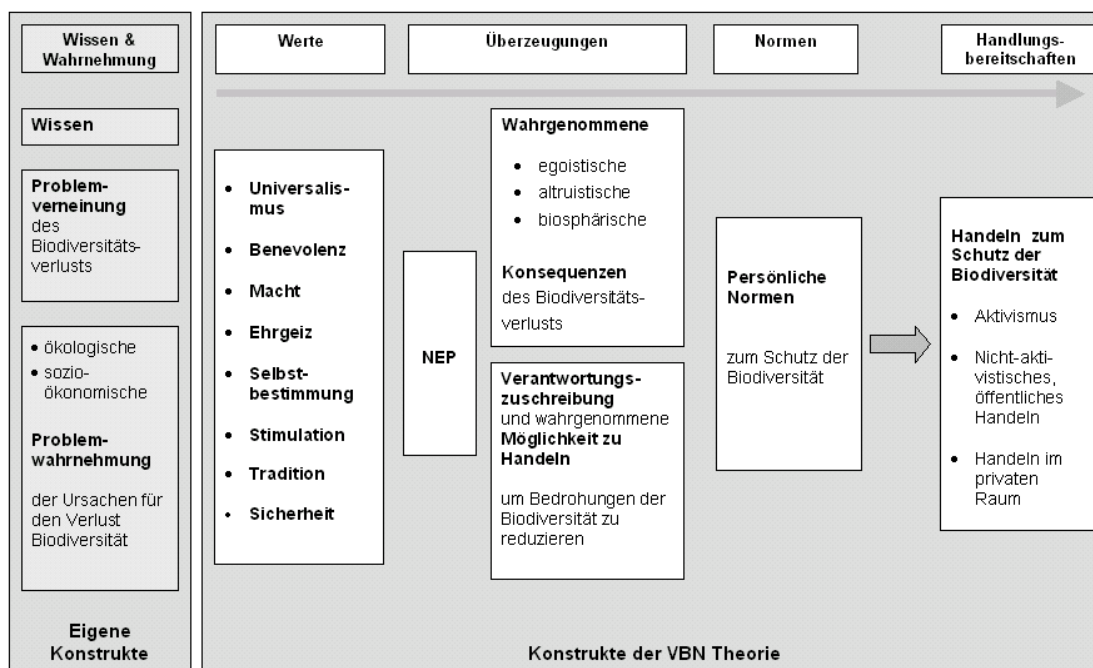 Wissen &
Wahrnehmung
Werte
Überzeugungen
Normen
Handlungs-
bereitschaften
Wissen
Problem-
verneinung
des
Biodiversitäts-
verlusts
• ökologische
• sozio-
ökonomische
Problem-
wahrnehmung
der Ursachen für
den Verlust
Biodiversität
Eigene
Konstrukte
• Universalis-
mus
• Benevolenz
• Macht
• Ehrgeiz
• Selbst-
bestimmung
• Stimulation
• Tradition
• Sicherheit
NEP
Wahrgenommene
• egoistische
• altruistische
• biosphärische
Konsequenzen
des Biodiversitäts-
verlusts
Verantwortungs-
zuschreibung
und wahrgenommene
Möglichkeit zu
Handeln
um Bedrohungen der
Biodiversität zu
reduzieren
Persönliche
Normen
zum Schutz der
Biodiversität
Handeln zum
Schutz der
Biodiversität
• Aktivismus
• Nicht-akti-
vistisches,
öffentliches
Handeln
• Handeln im
privaten
Raum
Konstrukte der VBN Theorie